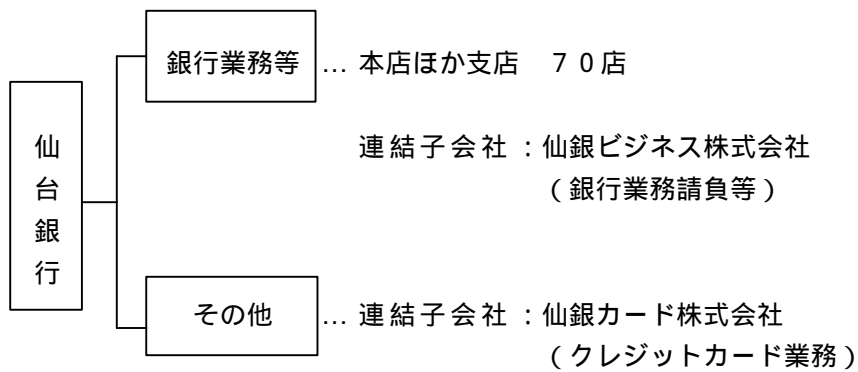 仙台銀行
銀行業務等 … 本店ほか支店　７０店
連結子会社：仙銀ビジネス株式会社
（銀行業務請負等）
その他 … 連結子会社：仙銀カード株式会社
（クレジットカード業務）